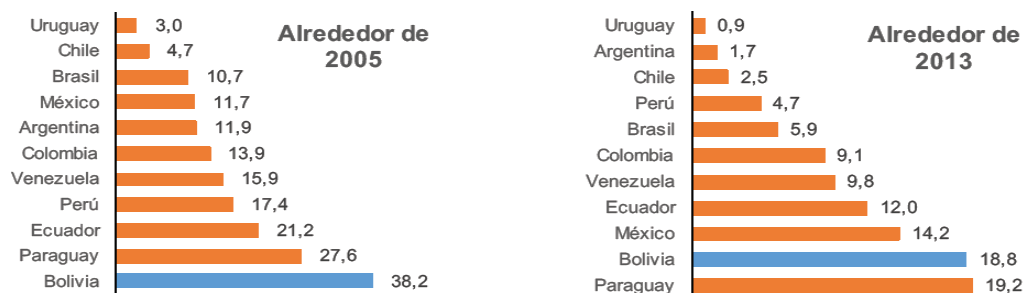 Alrededor de
2005
Uruguay 3,0
Chile 4,7
Brasil 10,7
México 11,7
Argentina 11,9
Colombia 13,9
Venezuela 15,9
Perú 17,4
Ecuador 21,2
Paraguay 27,6
Bolivia 38,2
Alrededor de
2013
Uruguay 0,9
Argentina 1,7
Chile 2,5
Perú 4,7
Brasil 5,9
Colombia 9,1
Venezuela 9,8
Ecuador 12,0
México 14,2
Bolivia 18,8
Paraguay 19,2